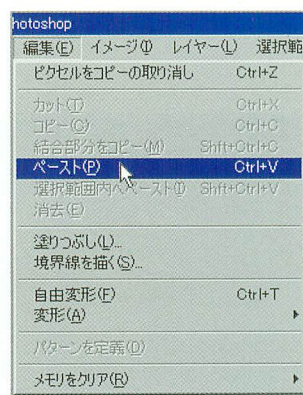 hotoshop
編集(E) イメージ(I) レイヤー(L) 選択範
ピクセルをコピーの取り消し Ctrl+Z
カット(T) Ctrl+X
コピー(C) Ctrl+C
結合部分をコピー(M) Shft+Ctrl+C
ペースト(P) Ctrl+V
選択範囲内へペースト(I) Shft+Ctrl+V
消去(E)
塗りつぶし(L)...
境界線を描く(S)...
自由変形(F) Ctrl+T
変形(A)
パターンを定義(D)
メモリをクリア(R)